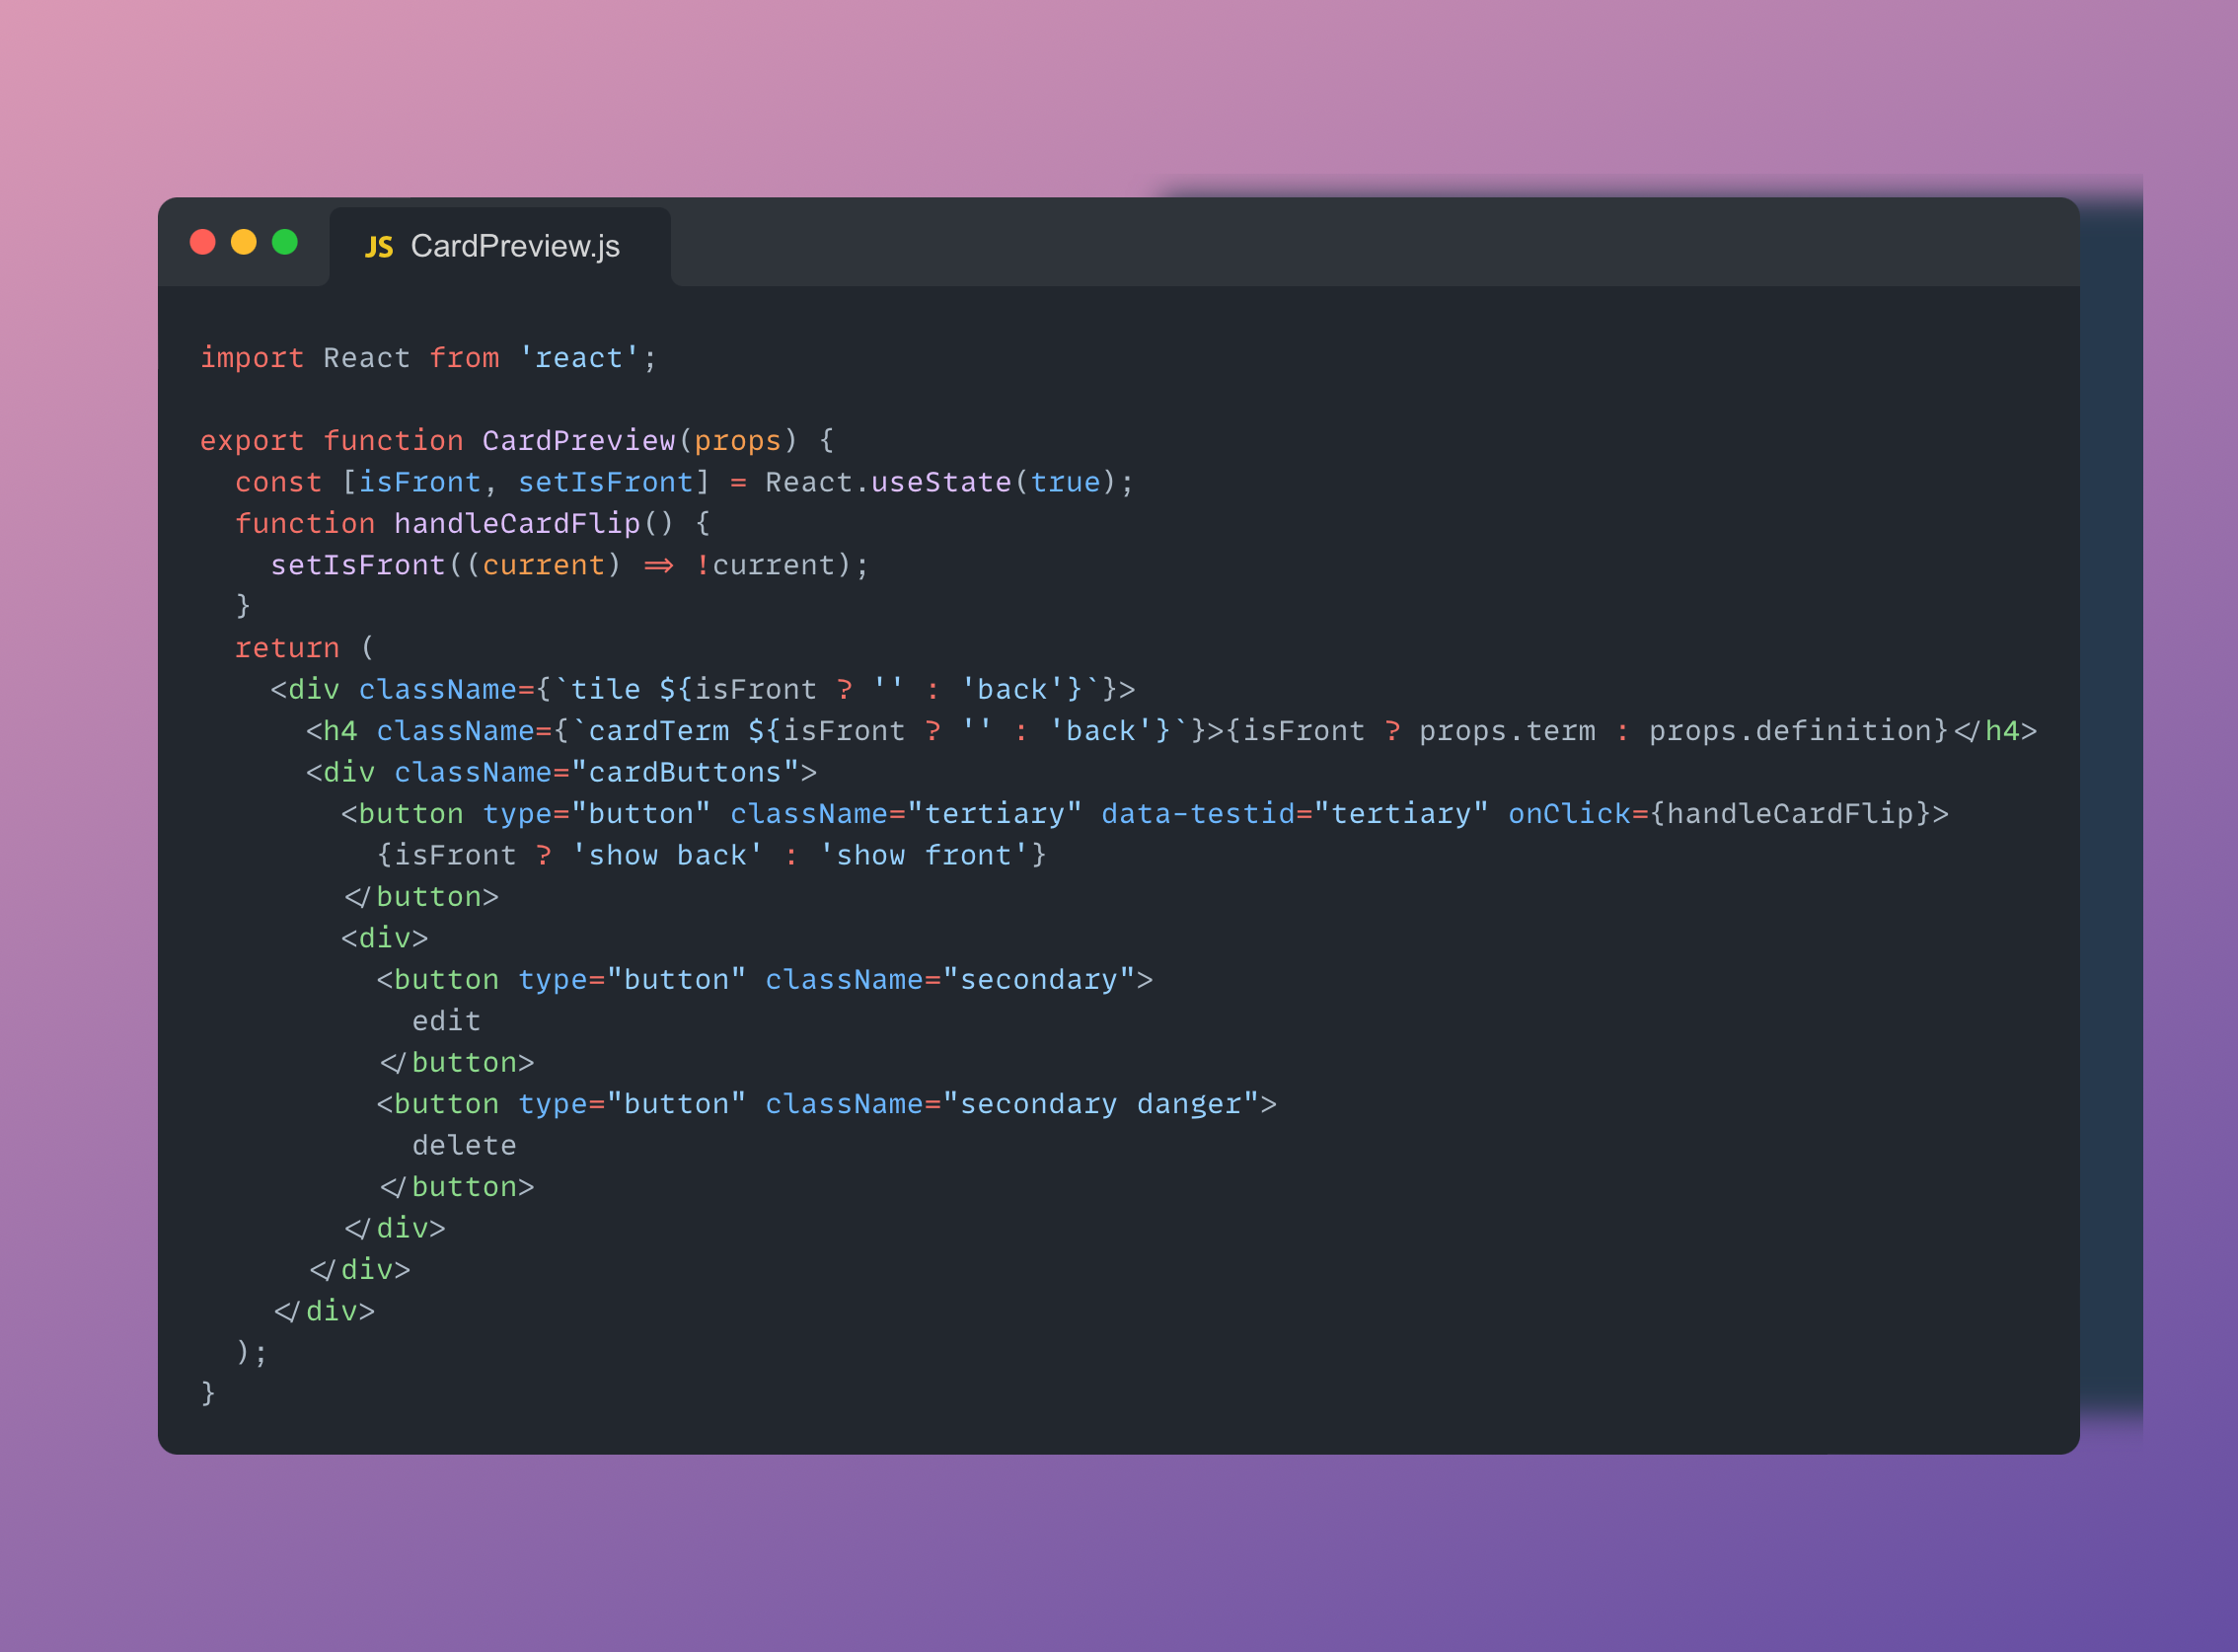 JS CardPreview.js
import React from 'react';

export function CardPreview(props) {
  const [isFront, setIsFront] = React.useState(true);
  function handleCardFlip() {
    setIsFront((current) => !current);
  }
  return (
    <div className={`tile ${isFront ? '' : 'back'}`}>
      <h4 className={`cardTerm ${isFront ? '' : 'back'}`}>{isFront ? props.term : props.definition}</h4>
      <div className="cardButtons">
        <button type="button" className="tertiary" data-testid="tertiary" onClick={handleCardFlip}>
          {isFront ? 'show back' : 'show front'}
        </button>
        <div>
          <button type="button" className="secondary">
            edit
          </button>
          <button type="button" className="secondary danger">
            delete
          </button>
        </div>
      </div>
    </div>
  );
}